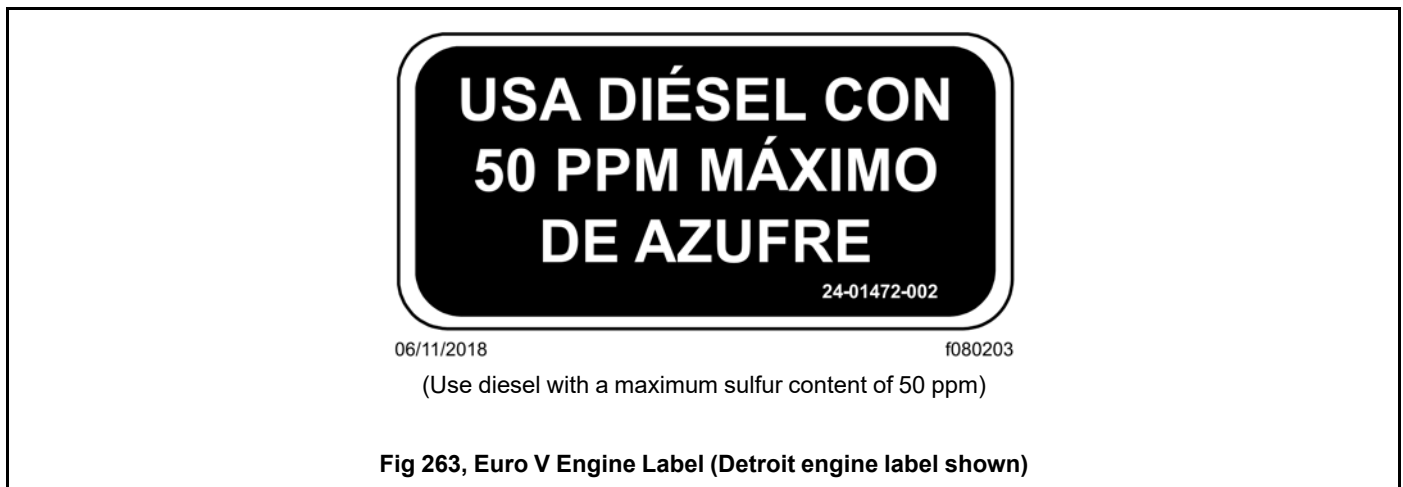 USA DIÉSEL CON
50 PPM MÁXIMO
DE AZUFRE
24-01472-002
06/11/2018 f080203
(Use diesel with a maximum sulfur content of 50 ppm)
Fig 263, Euro V Engine Label (Detroit engine label shown)